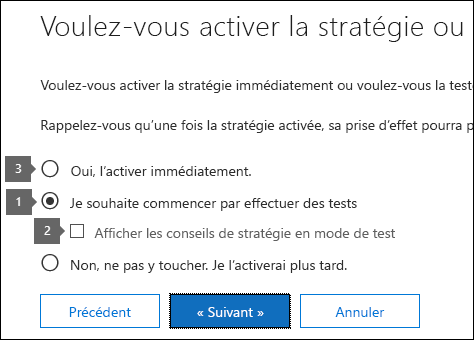 Voulez-vous activer la stratégie ou
Voulez-vous activer la stratégie immédiatement ou voulez-vous la teste
Rappelez-vous qu’une fois la stratégie activée, sa prise d’effet pourra p
3 Oui, l’activer immédiatement.
1 Je souhaite commencer par effectuer des tests
2 Afficher les conseils de stratégie en mode de test
Non, ne pas y toucher. Je l’activerai plus tard.
Précédent « Suivant » Annuler